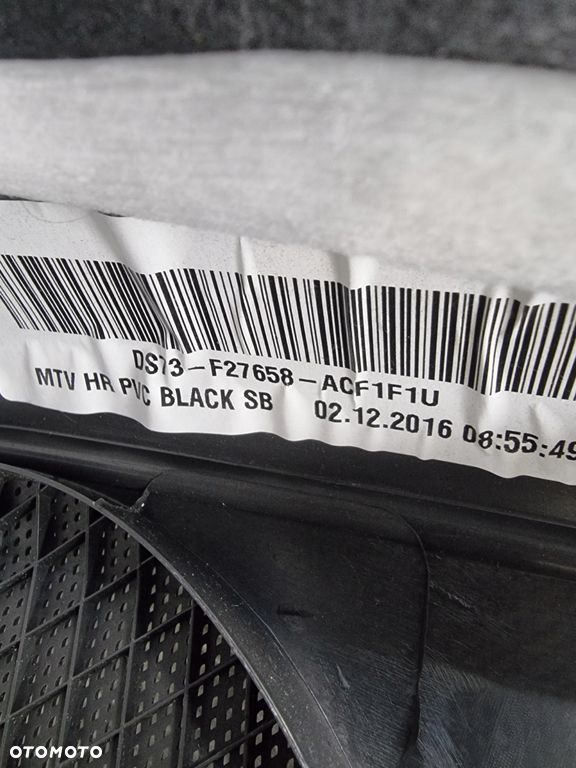 DS73-F27658-ACF1F1U
MTV HR PVC BLACK SB 02.12.2016 08:55:49
OTOMOTO